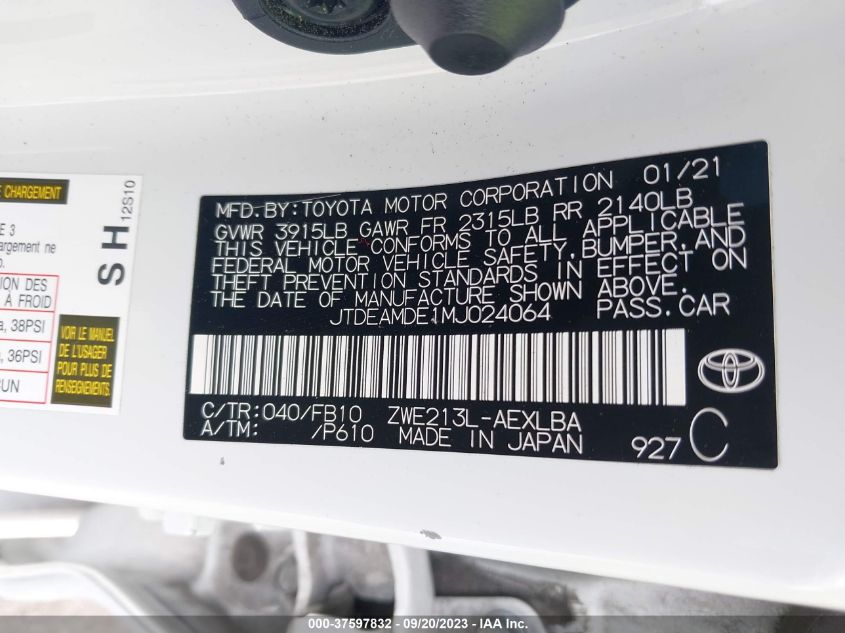 MFD.BY:TOYOTA MOTOR CORPORATION 01/21
GVWR 3915LB GAWR FR 2315LB RR 2140LB
THIS VEHICLE CONFORMS TO ALL APPLICABLE
FEDERAL MOTOR VEHICLE SAFETY,BUMPER,AND
THEFT PREVENTION STANDARDS IN EFFECT ON
THE DATE OF MANUFACTURE SHOWN ABOVE.
JTDEAMDE1MJ024064 PASS.CAR
C/TR:040/FB10 ZWE213L-AEXLBA
A/TM: /P610 MADE IN JAPAN 927 C
CHARGEMENT
E 3
argement ne
SH 12S10
ION DES
À FROID
a, 38PSI
, 36PSI
UN
VOIR LE MANUEL
DE L'USAGER
POUR PLUS DE
RENSEIGNEMENTS.
000-37597832 - 09/20/2023 - IAA Inc.